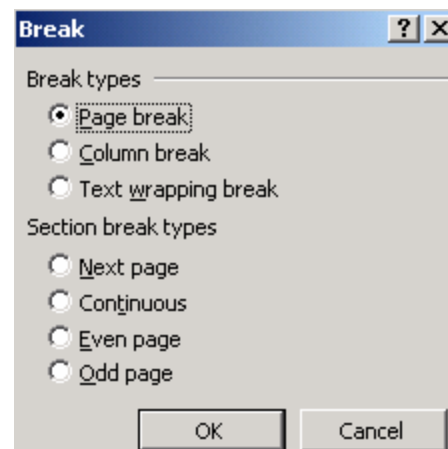 Break ? X
Break types
Page break
Column break
Text wrapping break
Section break types
Next page
Continuous
Even page
Odd page
OK Cancel